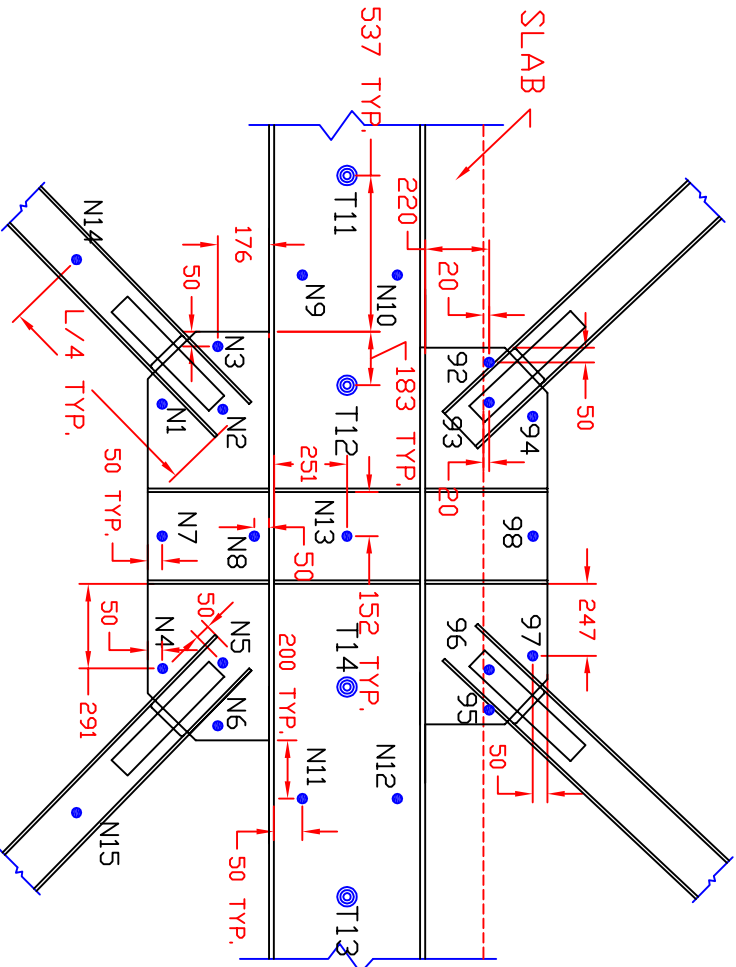 SLAB
537 TYP.
220
20
50
92
93
94
20
T11
N10
N9
T12
183 TYP.
176
50
N14
N3
N2
N1
L/4 TYP.
50 TYP.
251
N13
N7
N8
50
98
152 TYP.
247
97
96
95
50
T14
N5
50
N4
50
291
N6
200 TYP.
N11
N12
50 TYP.
N15
T13